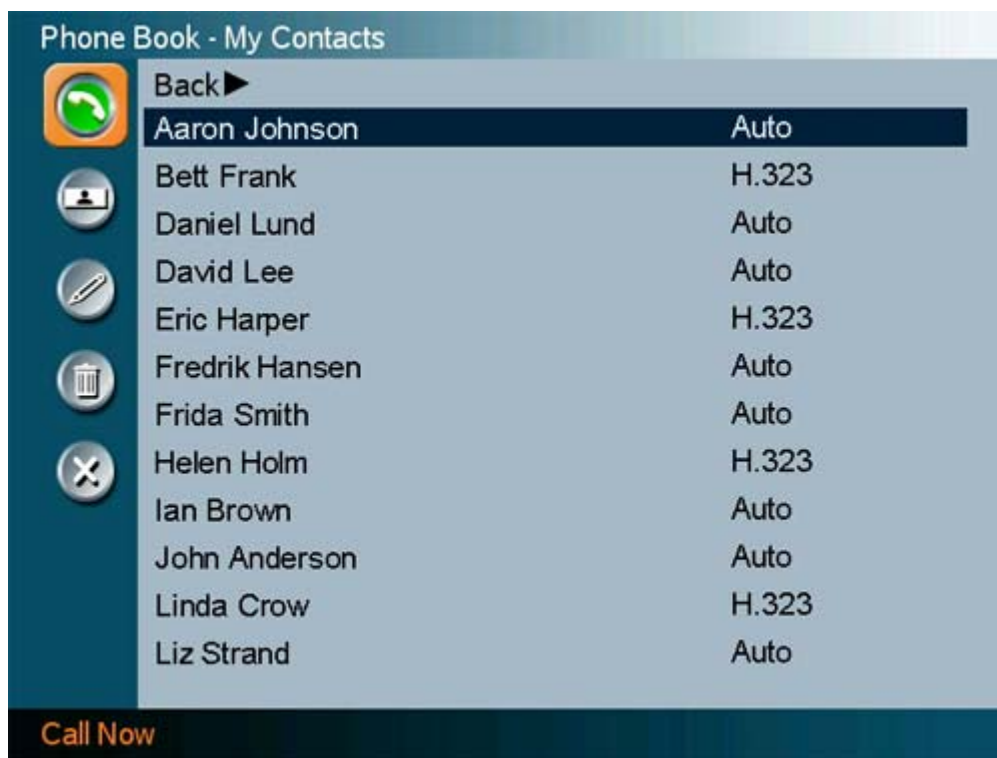 Phone Book - My Contacts
Back▶
Aaron Johnson Auto
Bett Frank H.323
Daniel Lund Auto
David Lee Auto
Eric Harper H.323
Fredrik Hansen Auto
Frida Smith Auto
Helen Holm H.323
Ian Brown Auto
John Anderson Auto
Linda Crow H.323
Liz Strand Auto
Call Now